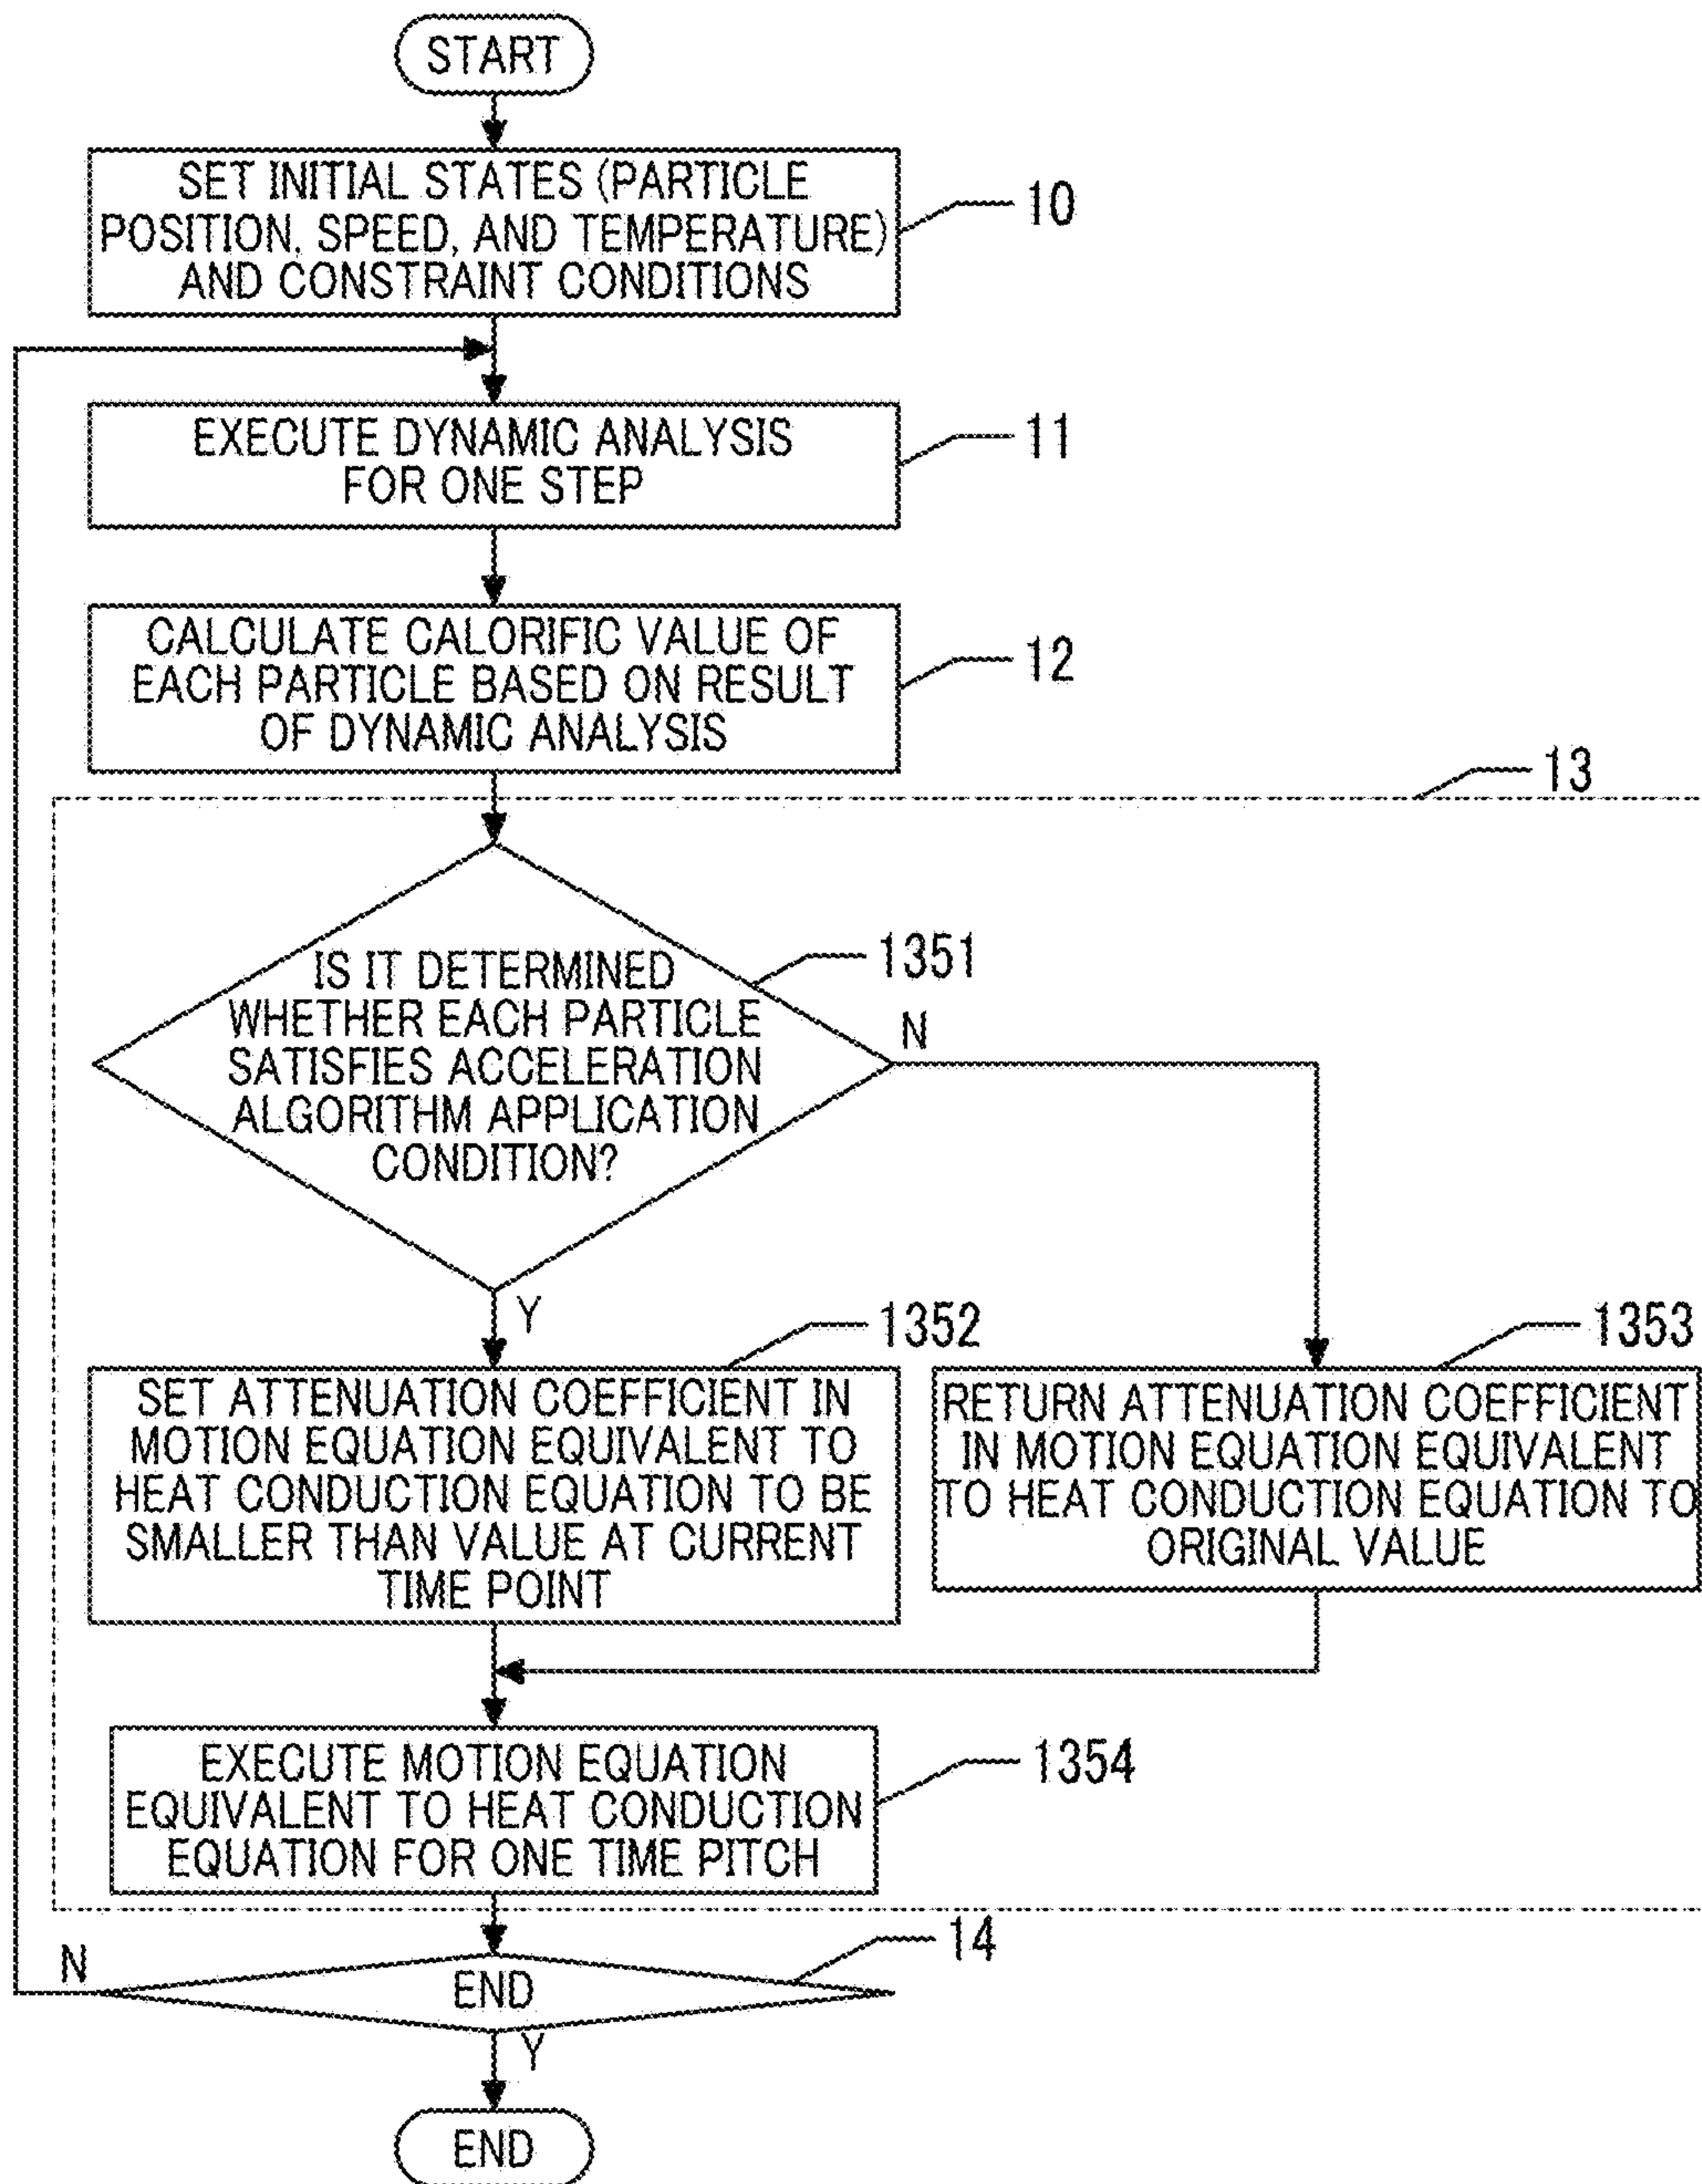 START
SET INITIAL STATES (PARTICLE
POSITION, SPEED, AND TEMPERATURE)
AND CONSTRAINT CONDITIONS
10
EXECUTE DYNAMIC ANALYSIS
FOR ONE STEP
11
CALCULATE CALORIFIC VALUE OF
EACH PARTICLE BASED ON RESULT
OF DYNAMIC ANALYSIS
12
13
IS IT DETERMINED
WHETHER EACH PARTICLE
SATISFIES ACCELERATION
ALGORITHM APPLICATION
CONDITION?
1351
N
Y
1352
SET ATTENUATION COEFFICIENT IN
MOTION EQUATION EQUIVALENT TO
HEAT CONDUCTION EQUATION TO BE
SMALLER THAN VALUE AT CURRENT
TIME POINT
1353
RETURN ATTENUATION COEFFICIENT
IN MOTION EQUATION EQUIVALENT
TO HEAT CONDUCTION EQUATION TO
ORIGINAL VALUE
EXECUTE MOTION EQUATION
EQUIVALENT TO HEAT CONDUCTION
EQUATION FOR ONE TIME PITCH
1354
14
N
END
Y
END